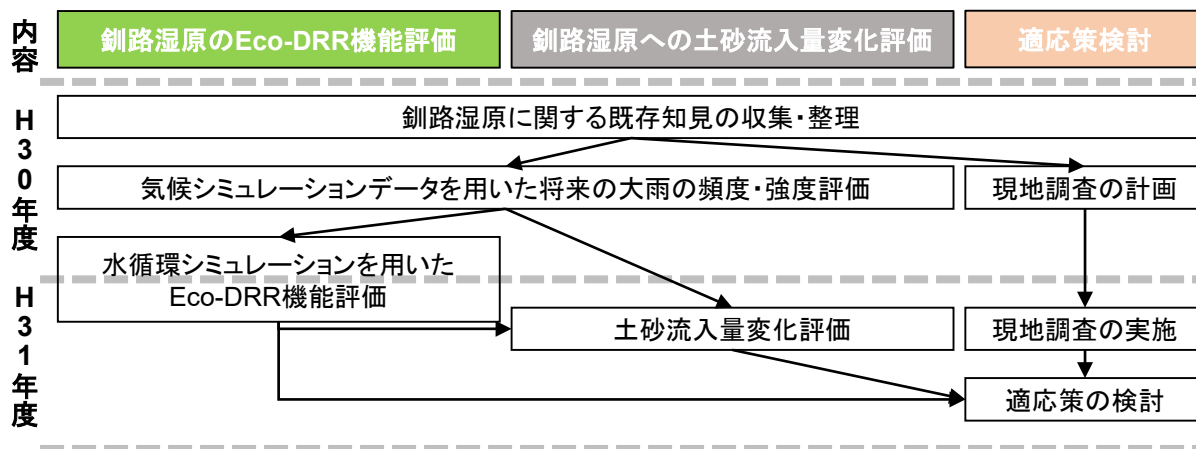 内容
釧路湿原のEco-DRR機能評価
釧路湿原への土砂流入量変化評価
適応策検討
H30年度
釧路湿原に関する既存知見の収集・整理
気候シミュレーションデータを用いた将来の大雨の頻度・強度評価
現地調査の計画
水循環シミュレーションを用いた
Eco-DRR機能評価
H31年度
土砂流入量変化評価
現地調査の実施
適応策の検討